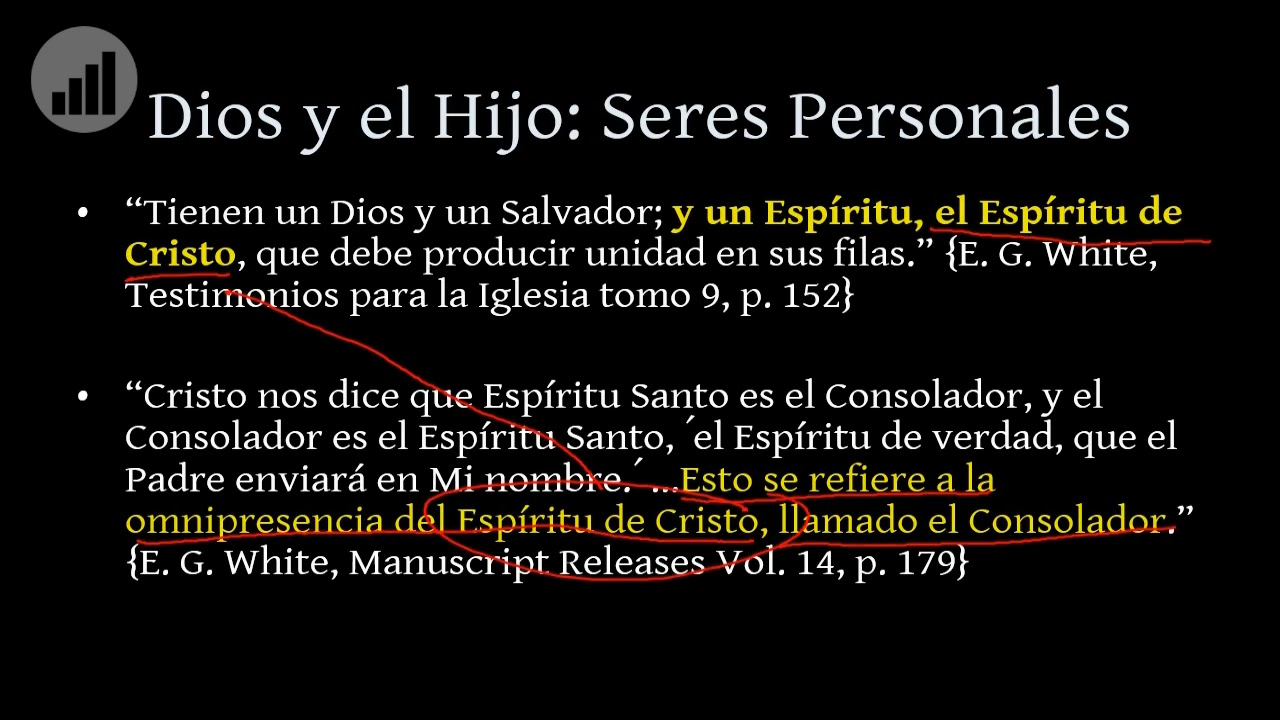 Dios y el Hijo: Seres Personales
• “Tienen un Dios y un Salvador; y un Espíritu, el Espíritu de
Cristo, que debe producir unidad en sus filas.” {E. G. White,
Testimonios para la Iglesia tomo 9, p. 152}
• “Cristo nos dice que Espíritu Santo es el Consolador, y el
Consolador es el Espíritu Santo, ´el Espíritu de verdad, que el
Padre enviará en Mi nombre.´ ...Esto se refiere a la
omnipresencia del Espíritu de Cristo, llamado el Consolador.”
{E. G. White, Manuscript Releases Vol. 14, p. 179}